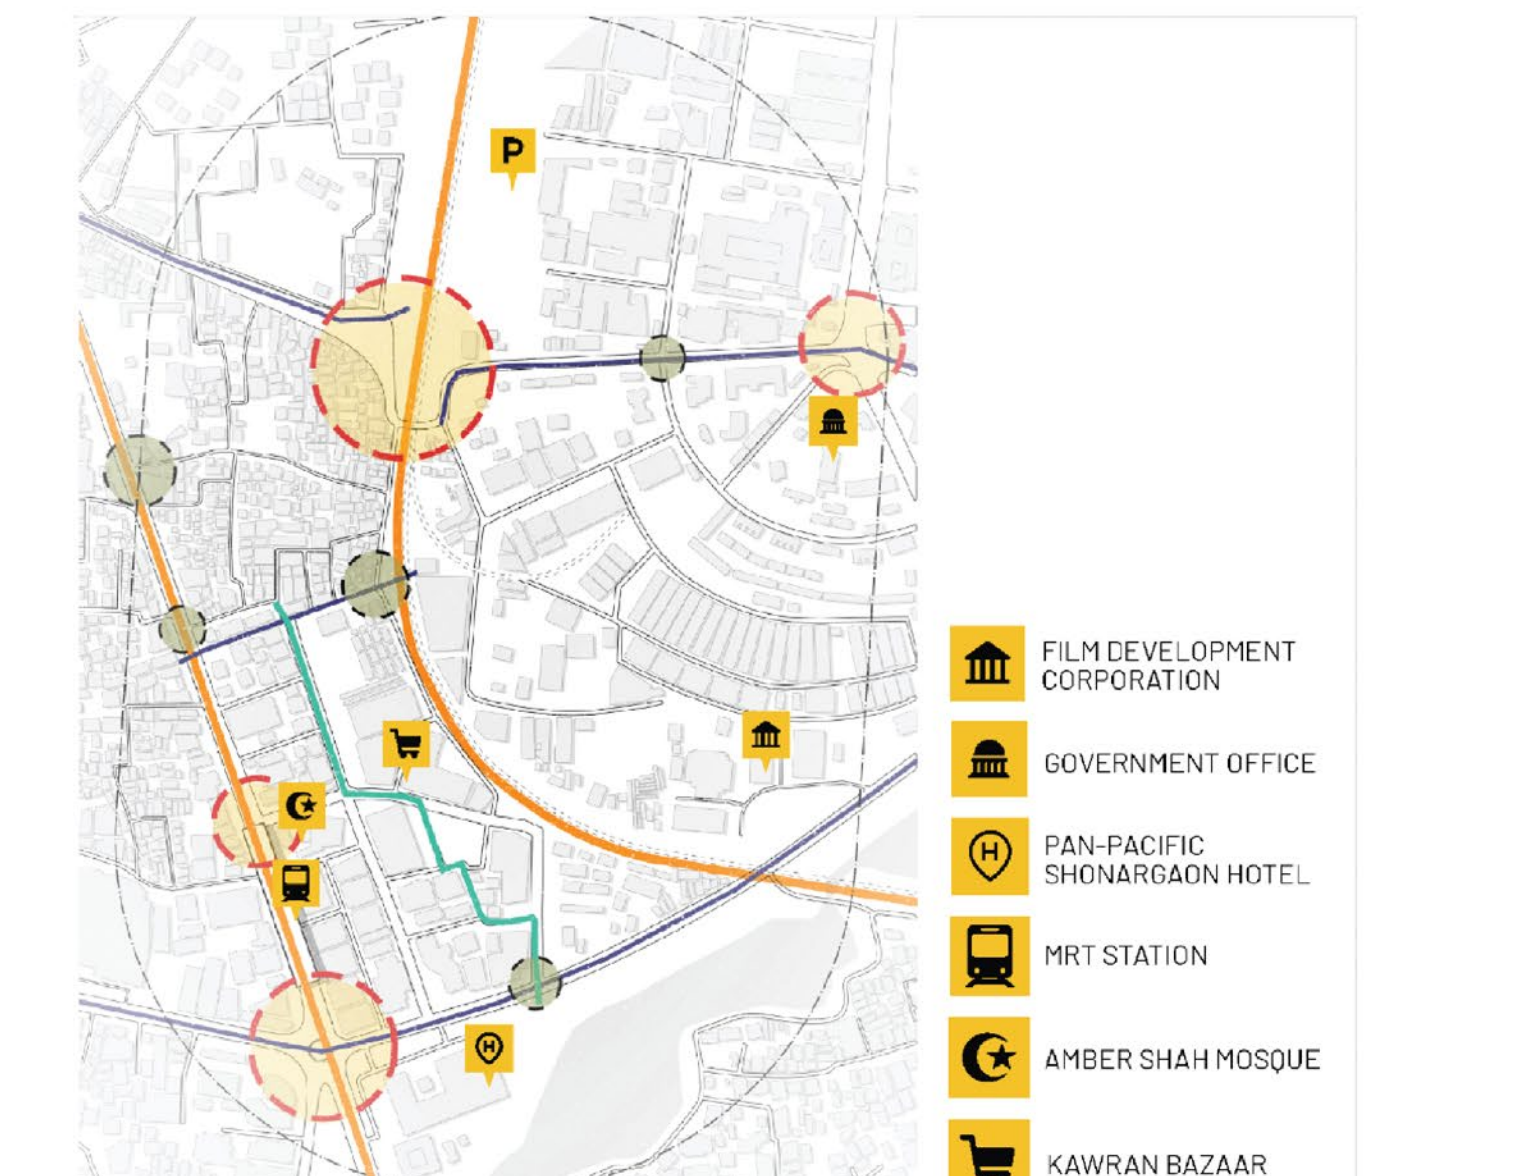 P
H
FILM DEVELOPMENT
CORPORATION
GOVERNMENT OFFICE
H
PAN-PACIFIC
SHONARGAON HOTEL
MRT STATION
AMBER SHAH MOSQUE
KAWRAN BAZAAR